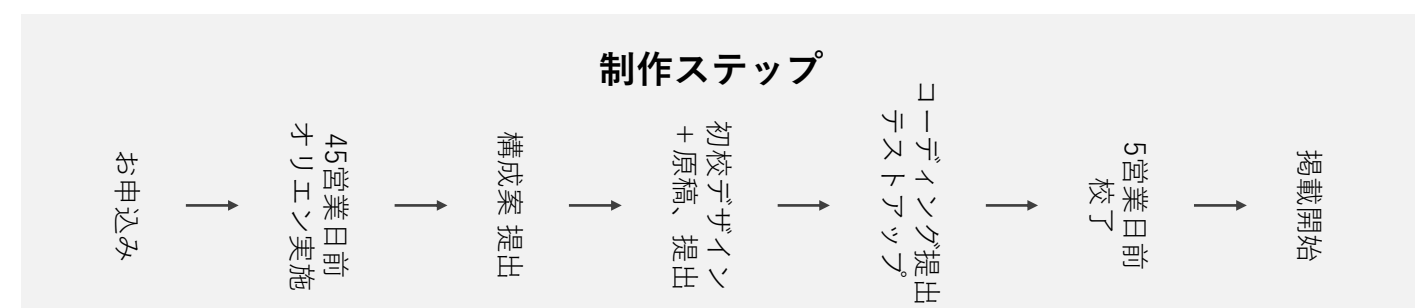 制作ステップ
お申込み
45営業日前
オリエン実施
構成案 提出
初校デザイン
＋原稿、提出
コーディング提出
テストアップ
5営業日前
校了
掲載開始